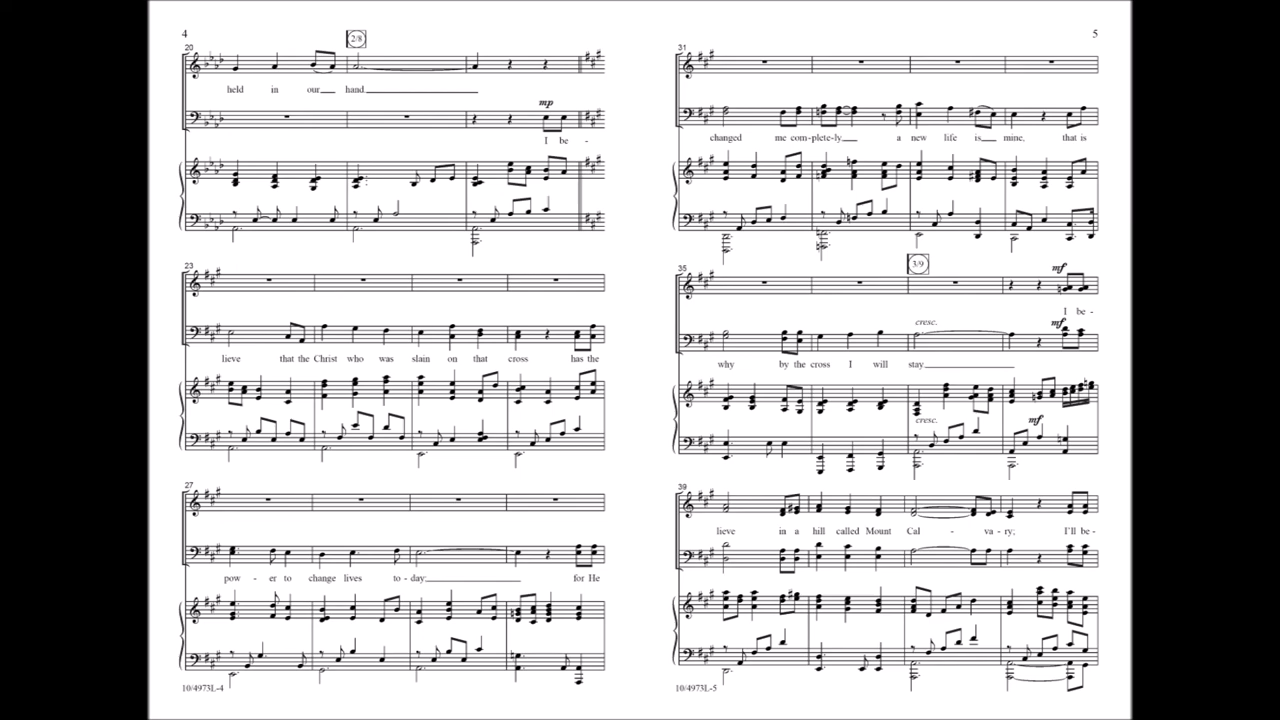 4
20
2/8
held in our hand.
mp
I be -
23
lieve that the Christ who was slain on that cross has the
27
pow - er to change lives to - day; for He
10/4973L-4
5
31
changed me com-plete-ly. a new life is mine, that is
35
3/9
mf
I be -
cresc.
mf
why by the cross I will stay.
cresc.
mf
39
lieve in a hill called Mount Cal - va - ry; I'll be -
10/4973L-5